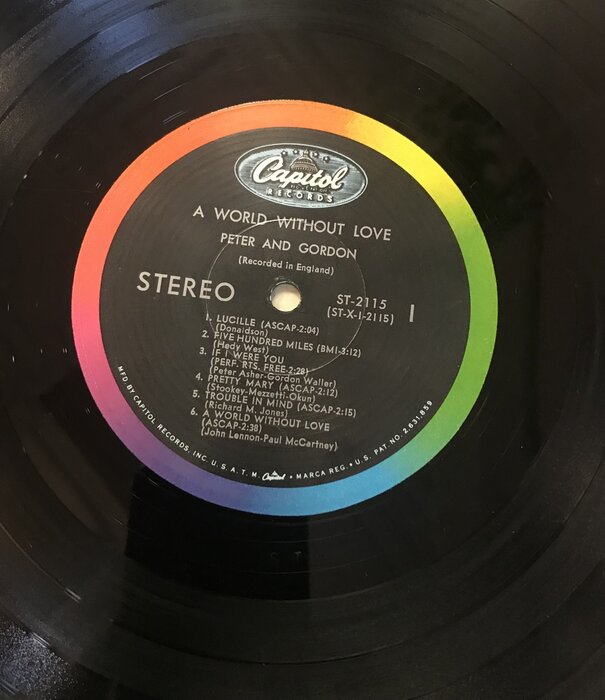 Capitol
RECORDS
A WORLD WITHOUT LOVE
PETER AND GORDON
(Recorded in England)
STEREO
ST-2115
(ST-X-1-2115)
1
1. LUCILLE (ASCAP-2:04)
(Donaldson)
2. FIVE HUNDRED MILES (BMI-3:12)
(Hedy West)
3. IF I WERE YOU
(PERF. RTS. FREE-2:28)
(Peter Asher-Gordon Waller)
4. PRETTY MARY (ASCAP-2:12)
(Stookey-Mezzetti-Okun)
5. TROUBLE IN MIND (ASCAP-2:15)
(Richard M. Jones)
6. A WORLD WITHOUT LOVE
(ASCAP-2:38)
(John Lennon-Paul McCartney)
MFD. BY CAPITOL RECORDS, INC. U.S.A. T.M. Capitol • MARCA REG. • U.S. PAT. NO. 2,631,859